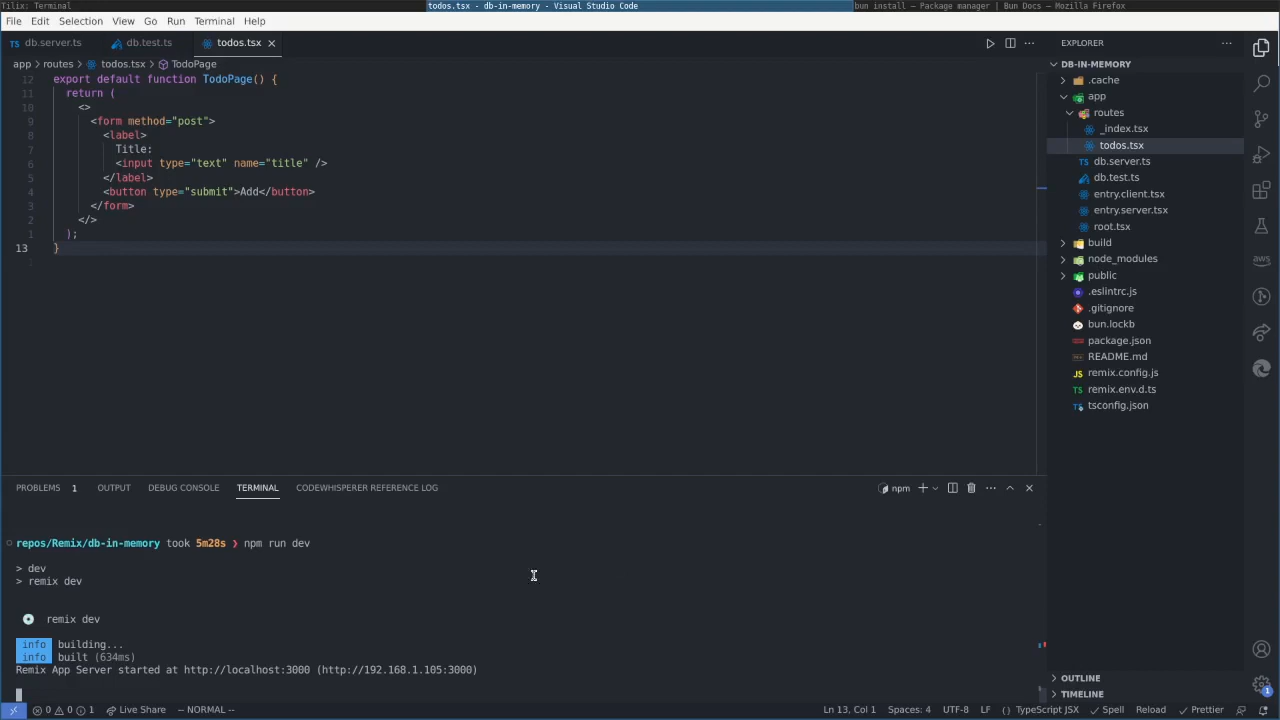 Tilix: Terminal
todos.tsx - db-in-memory - Visual Studio Code
bun install — Package manager | Bun Docs — Mozilla Firefox
File Edit Selection View Go Run Terminal Help
TS db.server.ts
db.test.ts
todos.tsx
EXPLORER
app > routes > todos.tsx > TodoPage
12 export default function TodoPage() {
11 return (
10 <>
9 <form method="post">
8 <label>
7 Title:
6 <input type="text" name="title" />
5 </label>
4 <button type="submit">Add</button>
3 </form>
2 </>
1 );
13 }
1
DB-IN-MEMORY
.cache
app
routes
_index.tsx
todos.tsx
TS db.server.ts
db.test.ts
entry.client.tsx
entry.server.tsx
root.tsx
build
node_modules
public
.eslintrc.js
.gitignore
bun.lockb
package.json
README.md
JS remix.config.js
TS remix.env.d.ts
TS tsconfig.json
aws
PROBLEMS 1 OUTPUT DEBUG CONSOLE TERMINAL CODEWHISPERER REFERENCE LOG
npm
repos/Remix/db-in-memory took 5m28s ❯ npm run dev
> dev
> remix dev
💿 remix dev
info building...
info built (634ms)
Remix App Server started at http://localhost:3000 (http://192.168.1.105:3000)
OUTLINE
TIMELINE
0 0 1 Live Share -- NORMAL --
Ln 13, Col 1 Spaces: 4 UTF-8 LF { } TypeScript JSX Spell Reload Prettier
1